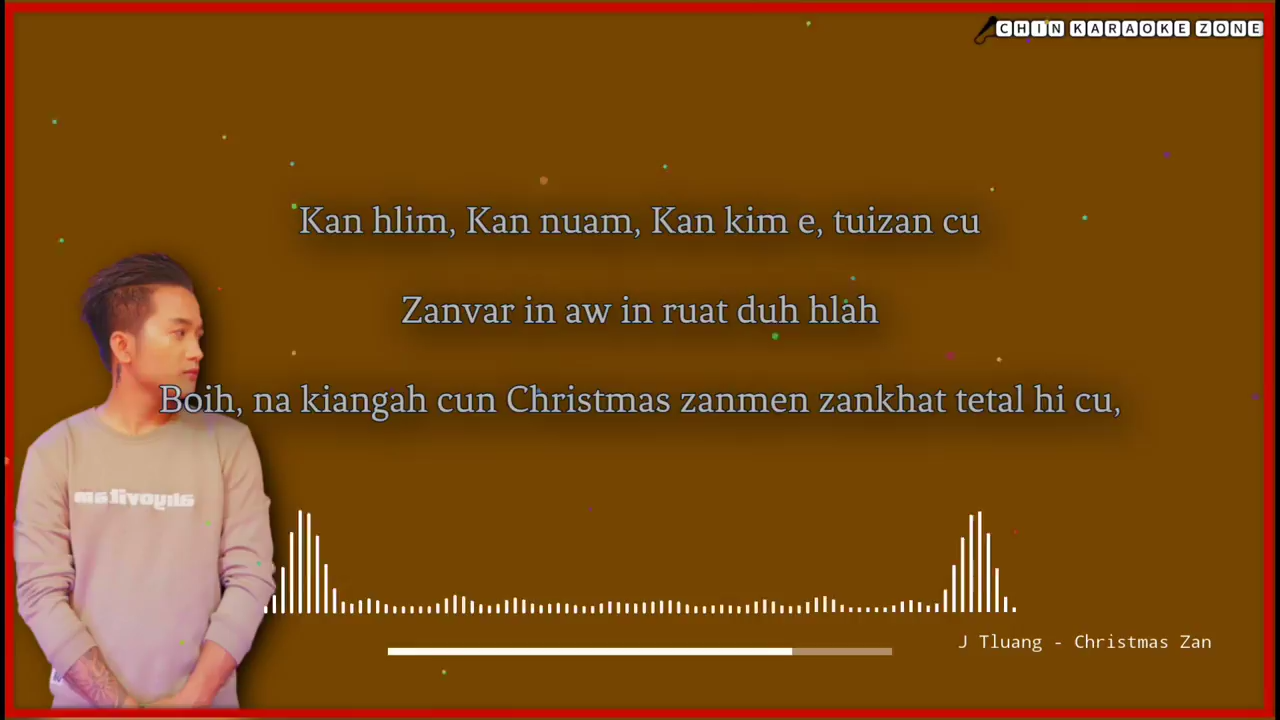 CHIN KARAOKE ZONE
Kan hlim, Kan nuam, Kan kim e, tuizan cu
Zanvar in aw in ruat duh hlah
Boih, na kiangah cun Christmas zanmen zankhat tetal hi cu,
J Tluang - Christmas Zan